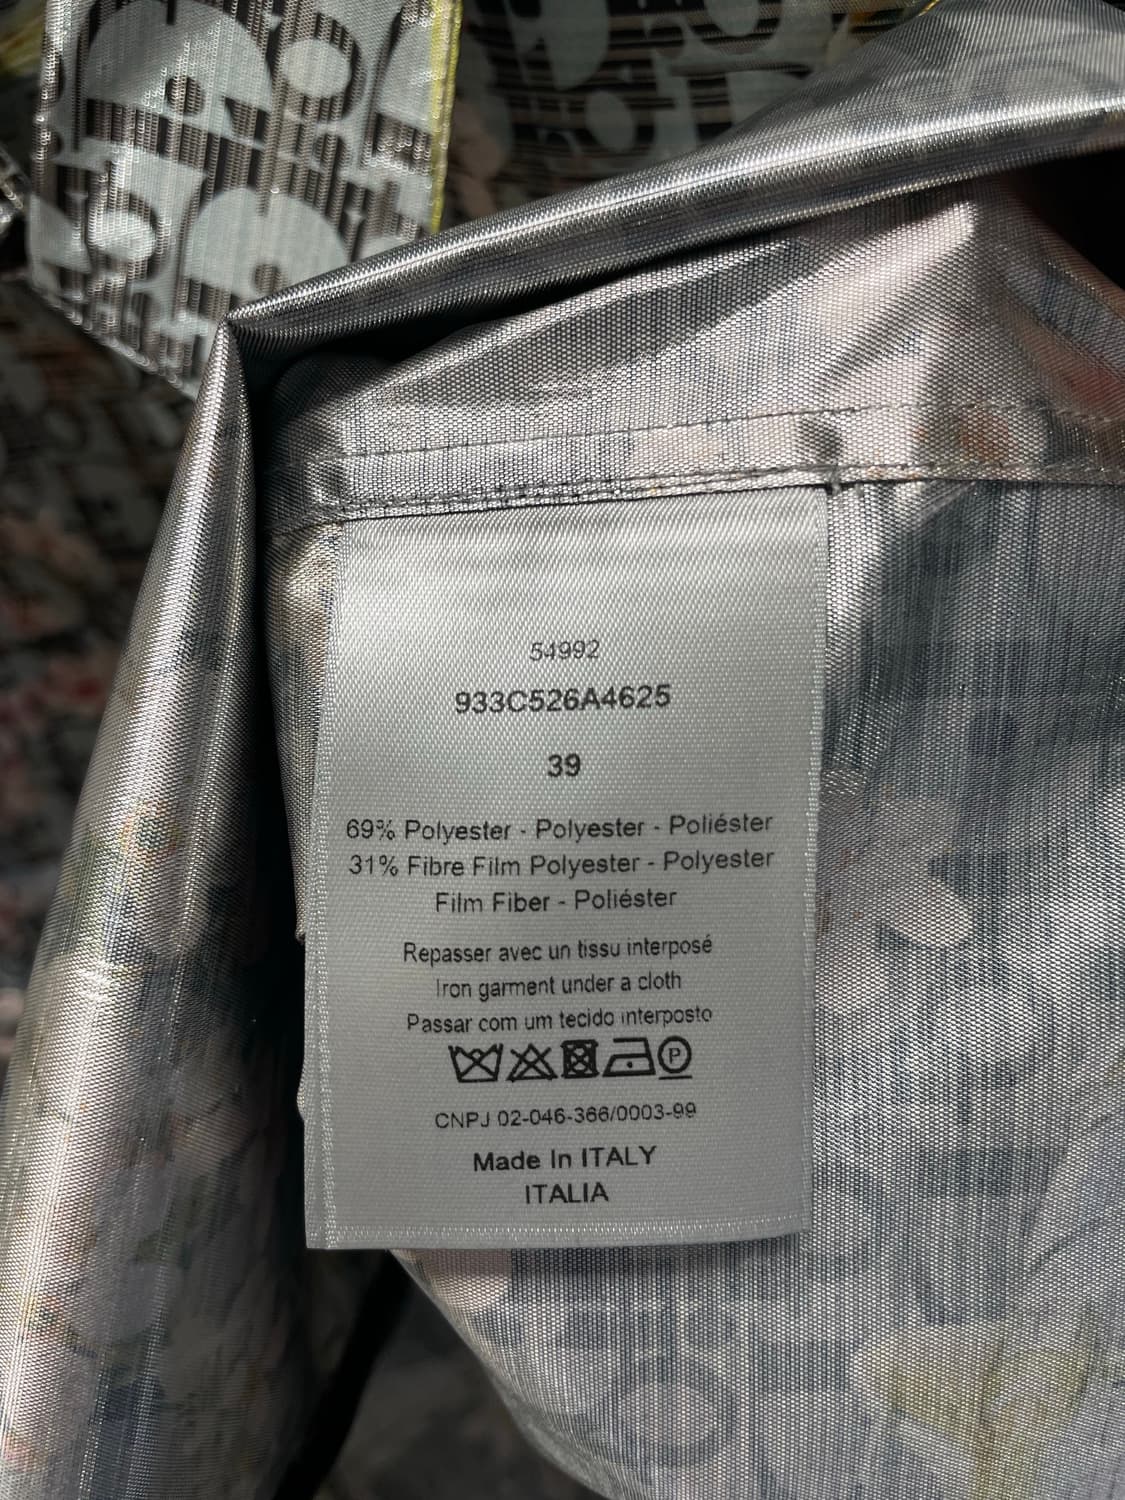 54992
933C526A4625
39
69% Polyester - Polyester - Poliéster
31% Fibre Film Polyester - Polyester
Film Fiber - Poliéster
Repasser avec un tissu interposé
Iron garment under a cloth
Passar com um tecido interposto
P
CNPJ 02-046-366/0003-99
Made In ITALY
ITALIA